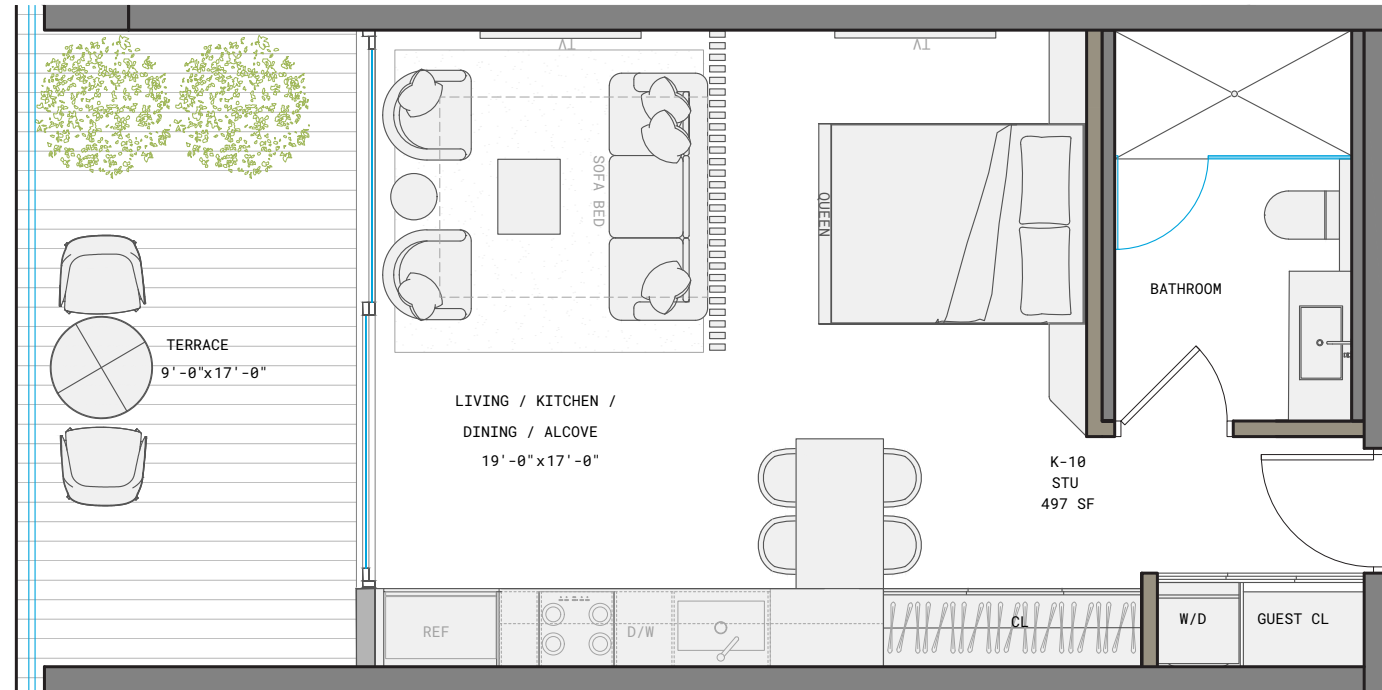 TV
TV
SOFA BED
QUEEN
BATHROOM
TERRACE
9'-0"x17'-0"
LIVING / KITCHEN /
DINING / ALCOVE
19'-0"x17'-0"
K-10
STU
497 SF
REF
D/W
CL
W/D
GUEST CL